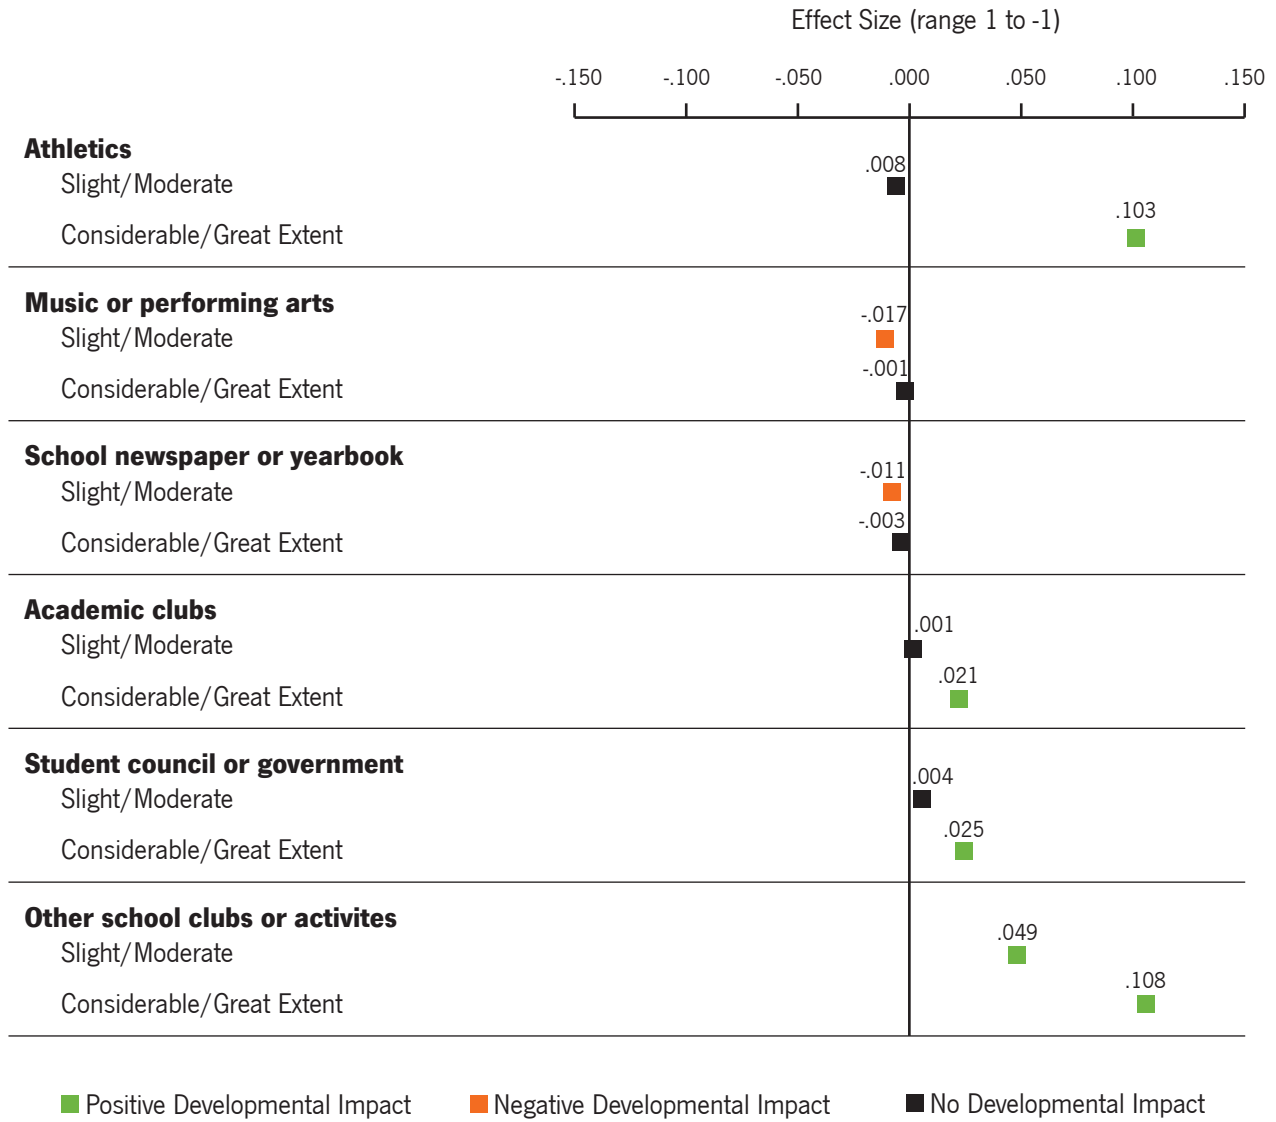 Effect Size (range 1 to -1)
-.150 -.100 -.050 .000 .050 .100 .150
Athletics
.008
Slight/Moderate
.103
Considerable/Great Extent
Music or performing arts
-.017
Slight/Moderate
-.001
Considerable/Great Extent
School newspaper or yearbook
-.011
Slight/Moderate
-.003
Considerable/Great Extent
Academic clubs
.001
Slight/Moderate
.021
Considerable/Great Extent
Student council or government
.004
Slight/Moderate
.025
Considerable/Great Extent
Other school clubs or activites
.049
Slight/Moderate
.108
Considerable/Great Extent
Positive Developmental Impact Negative Developmental Impact No Developmental Impact